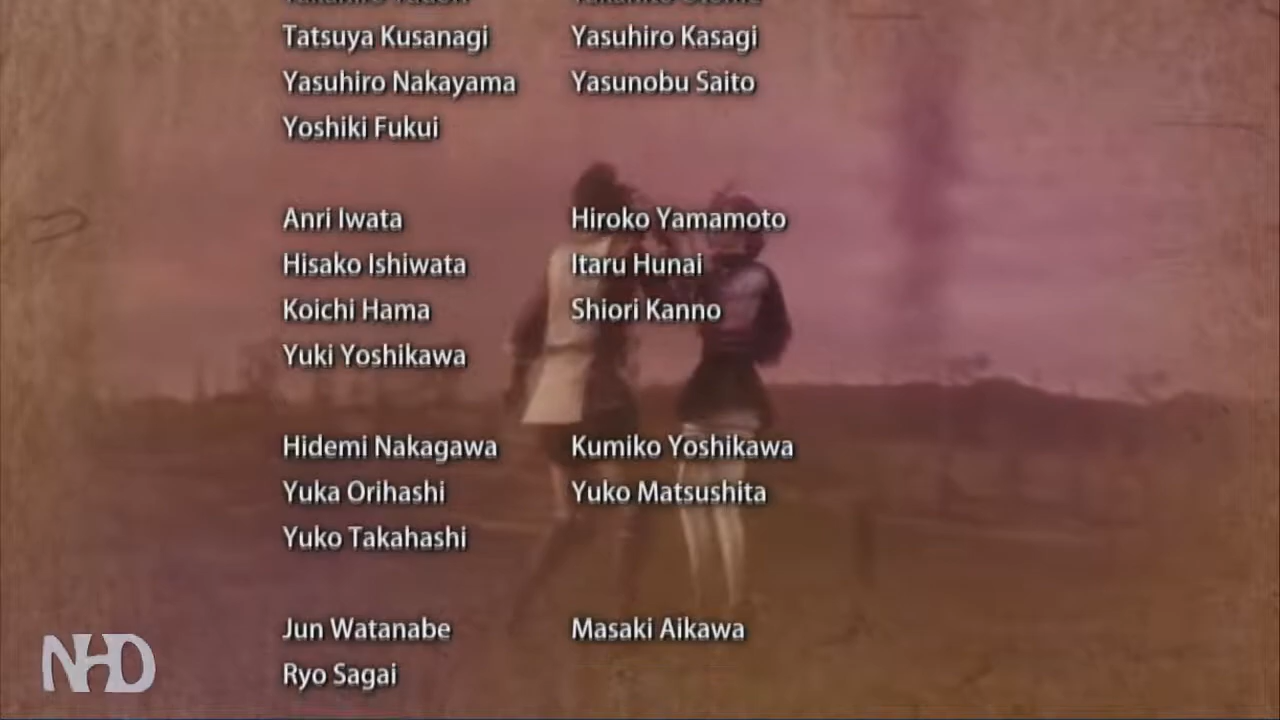 Tatsuya Kusanagi Yasuhiro Kasagi
Yasuhiro Nakayama Yasunobu Saito
Yoshiki Fukui
Anri Iwata Hiroko Yamamoto
Hisako Ishiwata Itaru Hunai
Koichi Hama Shiori Kanno
Yuki Yoshikawa
Hidemi Nakagawa Kumiko Yoshikawa
Yuka Orihashi Yuko Matsushita
Yuko Takahashi
Jun Watanabe Masaki Aikawa
Ryo Sagai
NHD